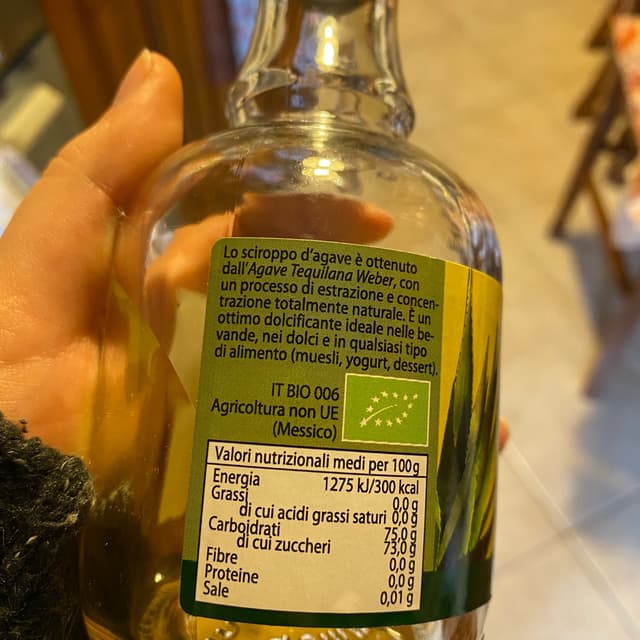 Lo sciroppo d'agave è ottenuto
dall'Agave Tequilana Weber, con
un processo di estrazione e concen-
trazione totalmente naturale. È un
ottimo dolcificante ideale nelle be-
vande, nei dolci e in qualsiasi tipo
di alimento (muesli, yogurt, dessert).
IT BIO 006
Agricoltura non UE
(Messico)
Valori nutrizionali medi per 100g
Energia 1275 kJ/300 kcal
Grassi 0,0 g
di cui acidi grassi saturi 0,0 g
Carboidrati 75,0 g
di cui zuccheri 73,0 g
Fibre 0,0 g
Proteine 0,0 g
Sale 0,01 g